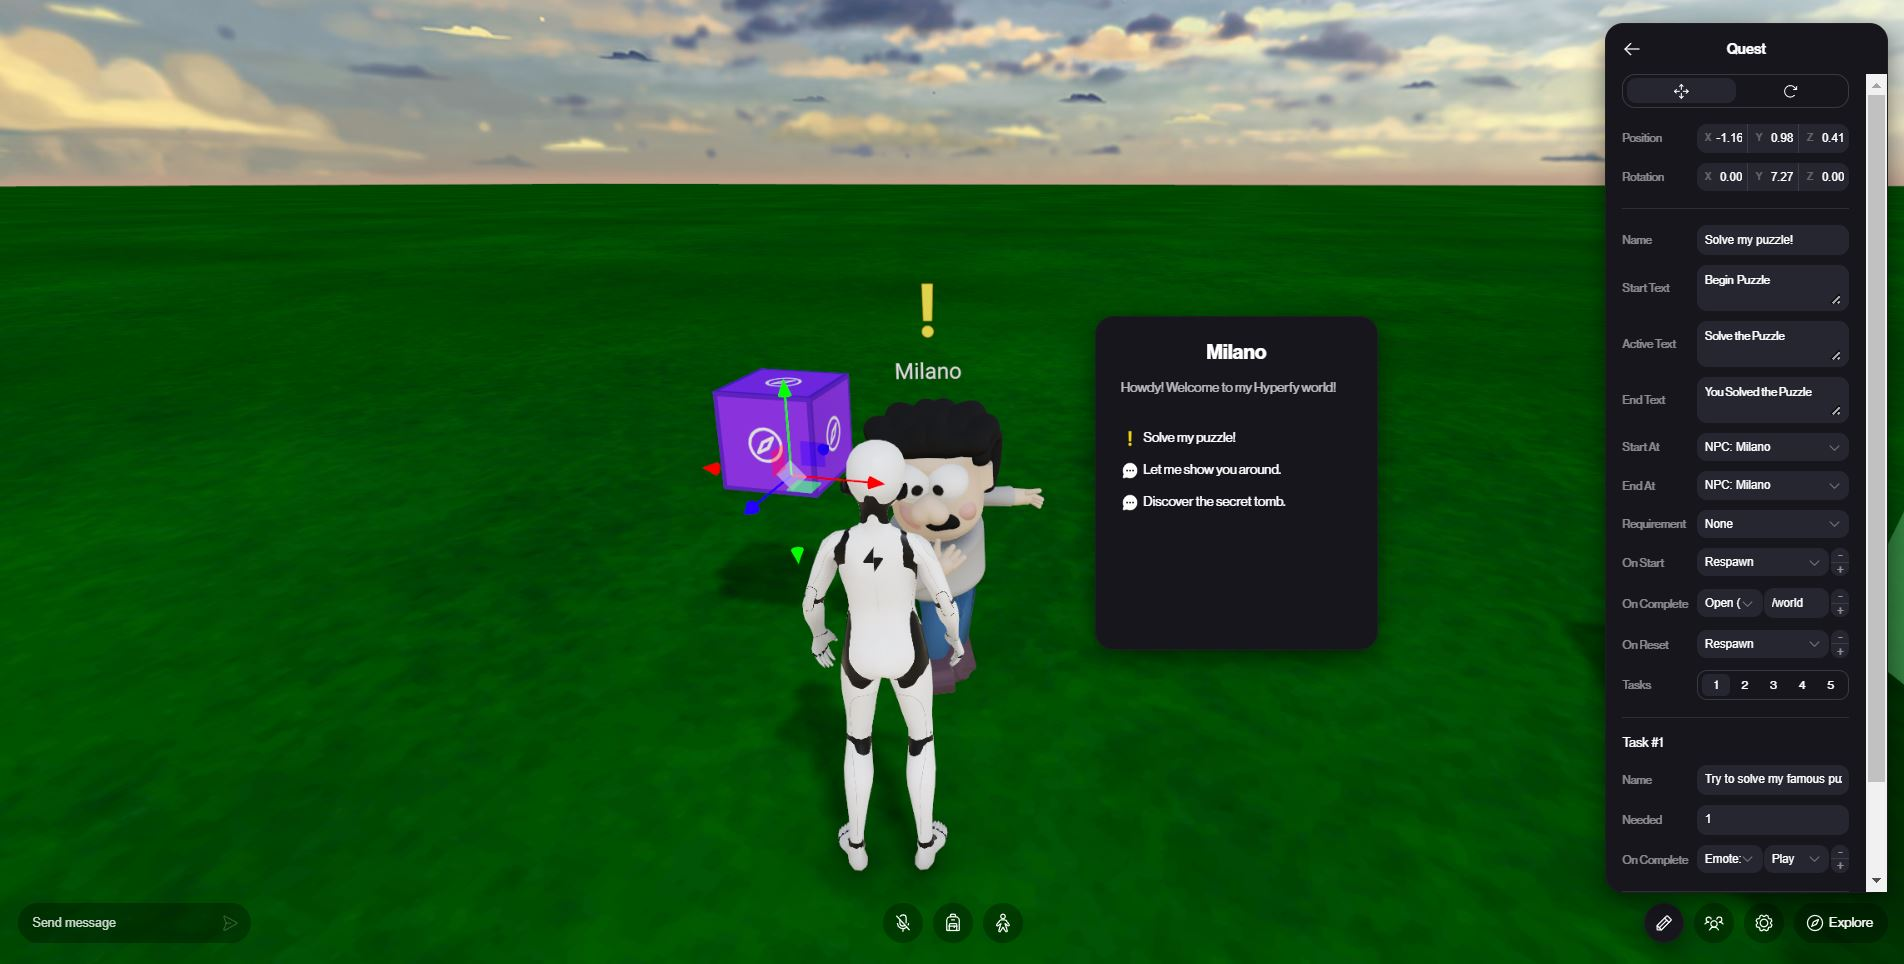 Milano
Milano
Howdy! Welcome to my Hyperfy world!
! Solve my puzzle!
Let me show you around.
Discover the secret tomb.
Quest
Position X -1.16 Y 0.98 Z 0.41
Rotation X 0.00 Y 7.27 Z 0.00
Name Solve my puzzle!
Start Text Begin Puzzle
Active Text Solve the Puzzle
End Text You Solved the Puzzle
Start At NPC: Milano
End At NPC: Milano
Requirement None
On Start Respawn - +
On Complete Open ( /world - +
On Reset Respawn - +
Tasks 1 2 3 4 5
Task #1
Name Try to solve my famous pu
Needed 1
On Complete Emote: Play - +
Send message
Explore